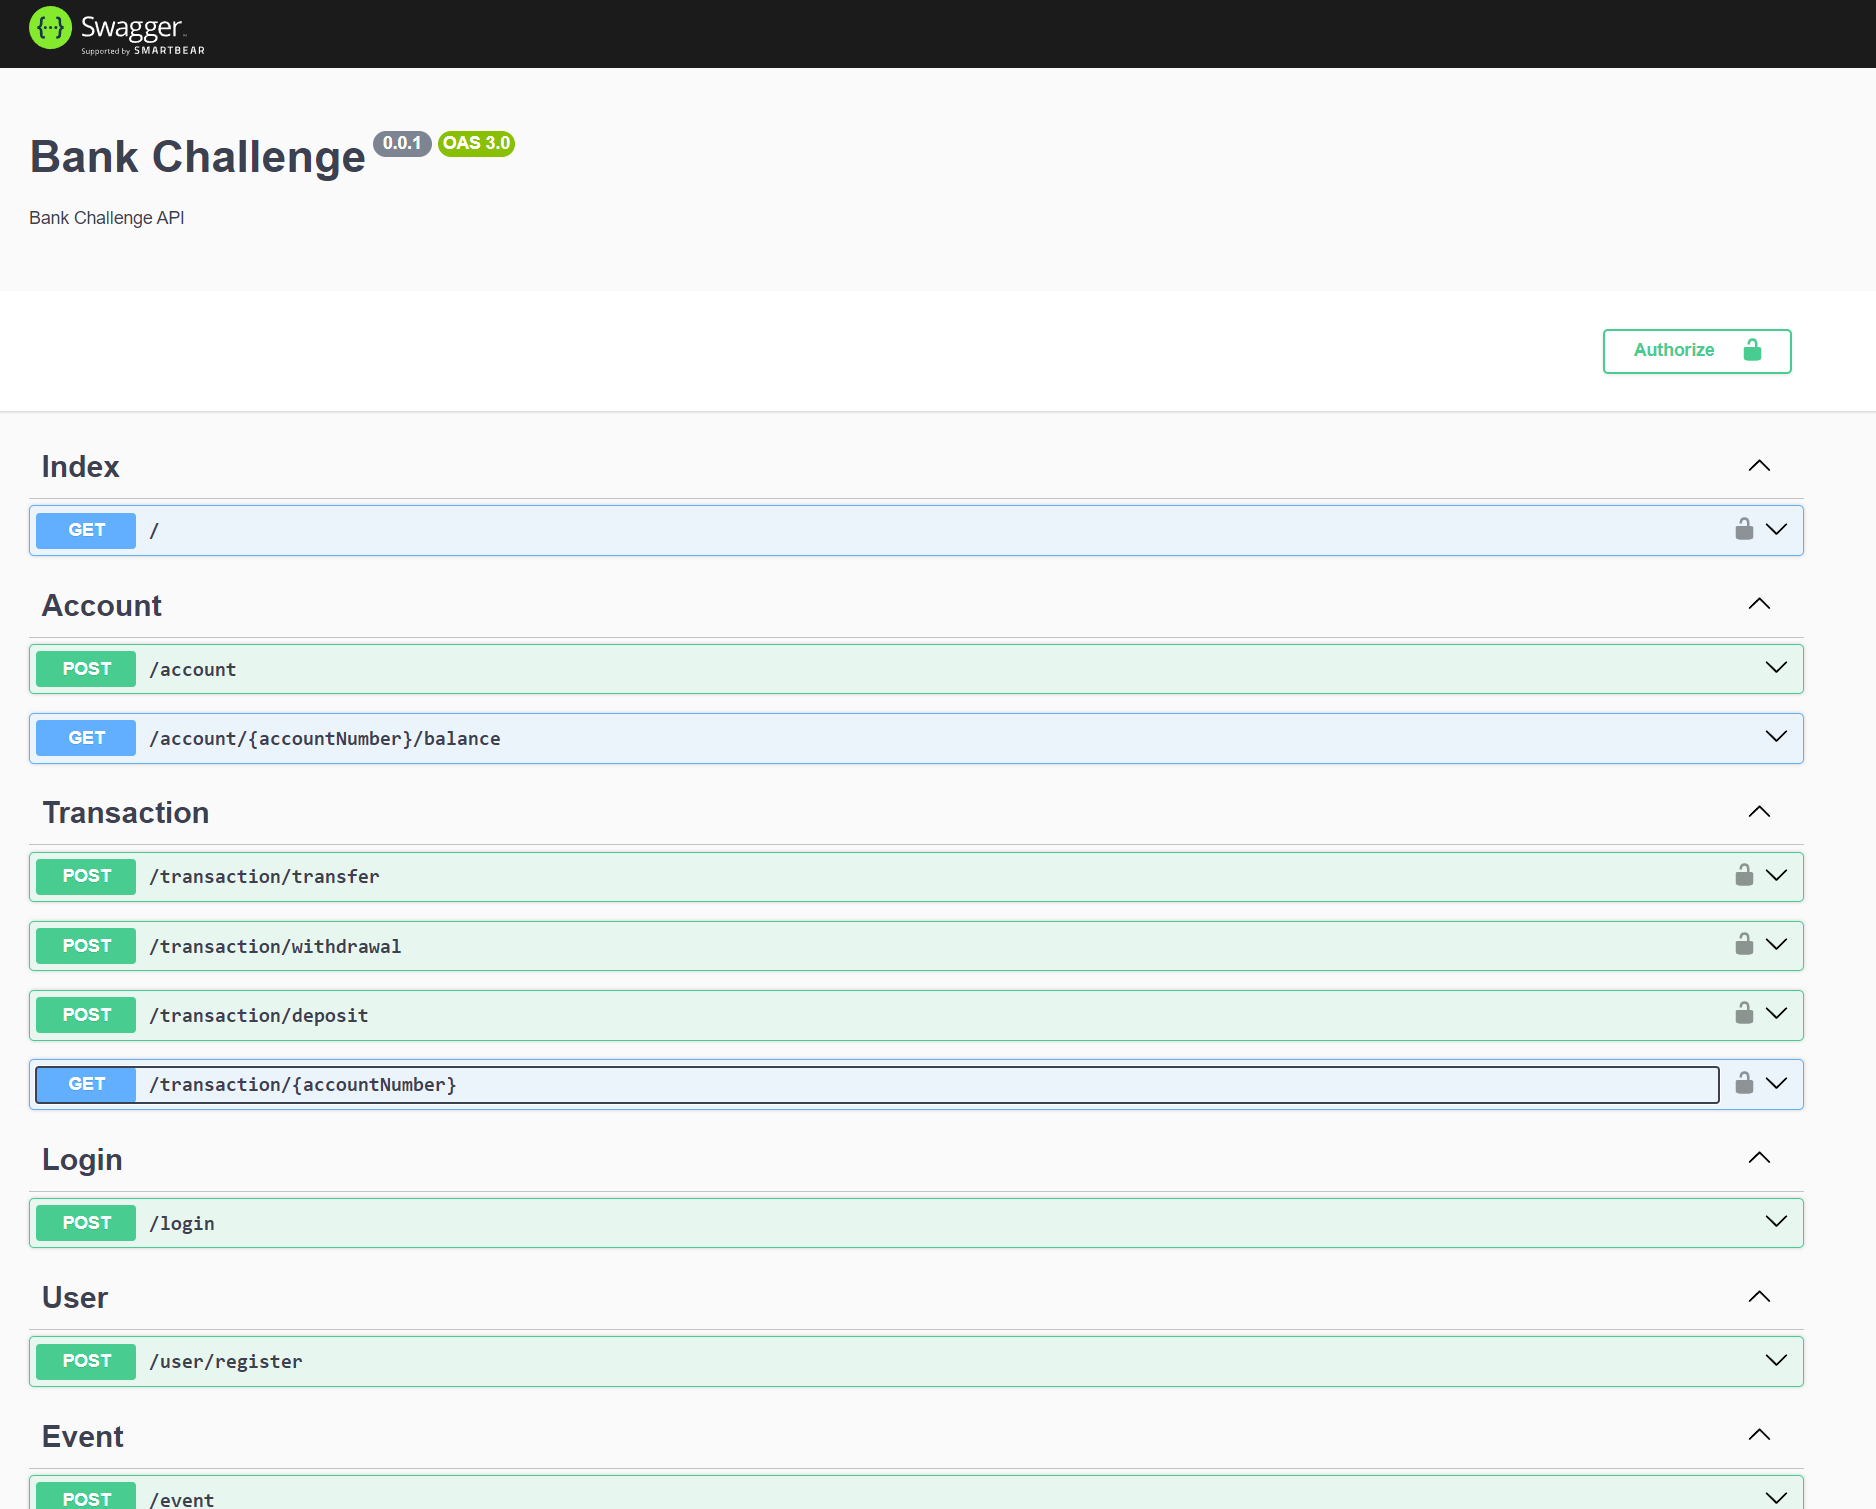 Swagger
Supported by SMARTBEAR
Bank Challenge 0.0.1 OAS 3.0
Bank Challenge API
Authorize
Index
GET /
Account
POST /account
GET /account/{accountNumber}/balance
Transaction
POST /transaction/transfer
POST /transaction/withdrawal
POST /transaction/deposit
GET /transaction/{accountNumber}
Login
POST /login
User
POST /user/register
Event
POST /event